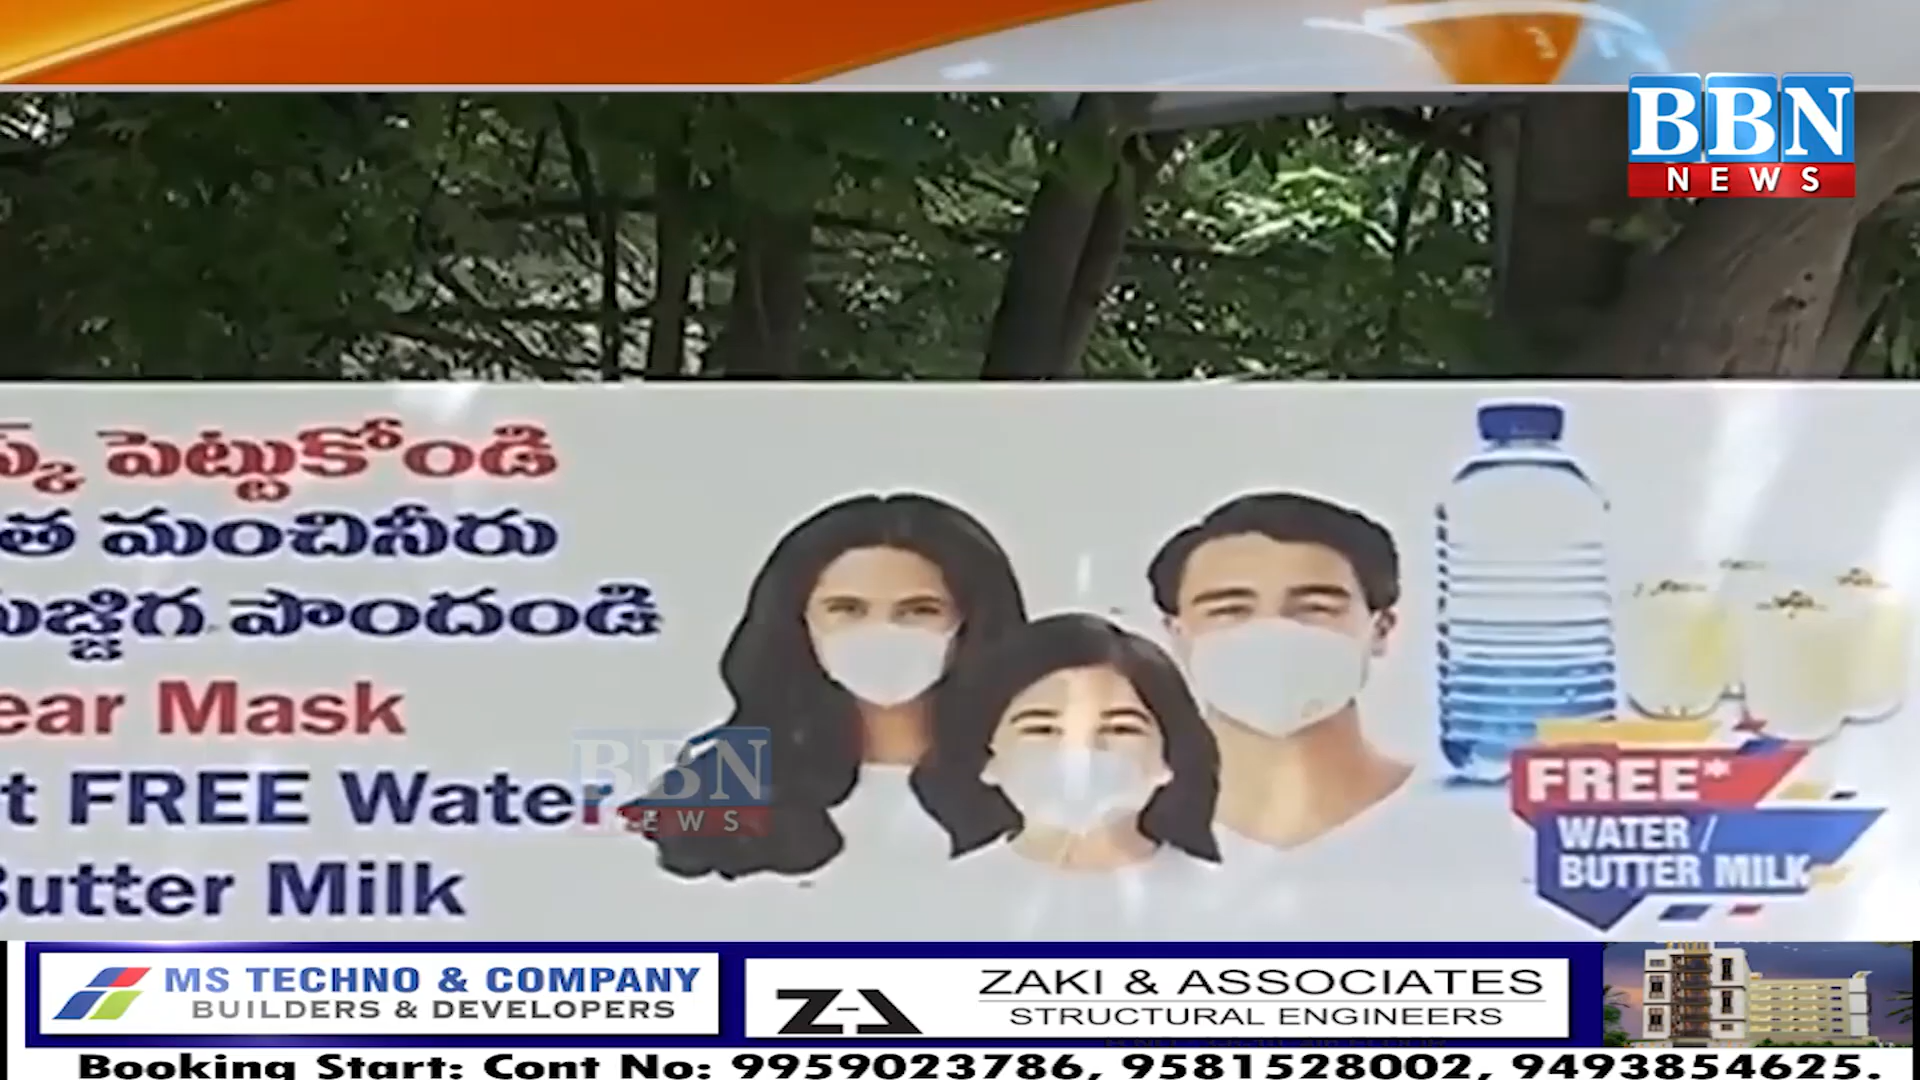 BBN
NEWS
పెట్టుకోండి
త మంచినీరు
మజ్జిగ పొందండి
ear Mask
t FREE Water
Butter Milk
BBN
NEWS
FREE*
WATER /
BUTTER MILK
MS TECHNO & COMPANY
BUILDERS & DEVELOPERS
ZAKI & ASSOCIATES
STRUCTURAL ENGINEERS
Booking Start: Cont No: 9959023786, 9581528002, 9493854625.